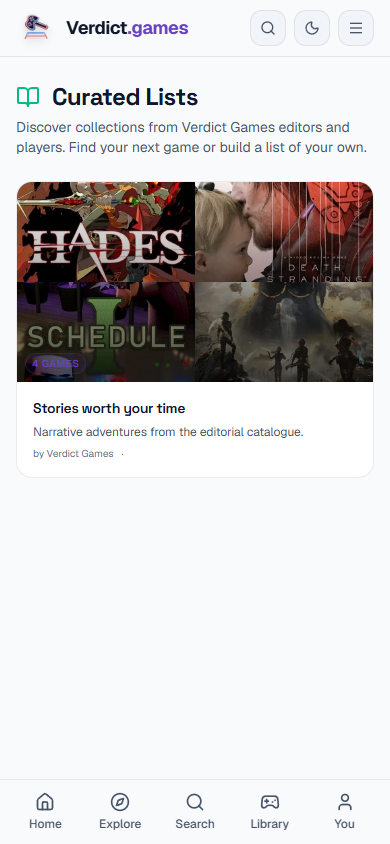 Verdict.games
Curated Lists
Discover collections from Verdict Games editors and
players. Find your next game or build a list of your own.
HADES
DEATH
STRANDING
SCHEDULE
I
4 GAMES
Stories worth your time
Narrative adventures from the editorial catalogue.
by Verdict Games ·
Home
Explore
Search
Library
You